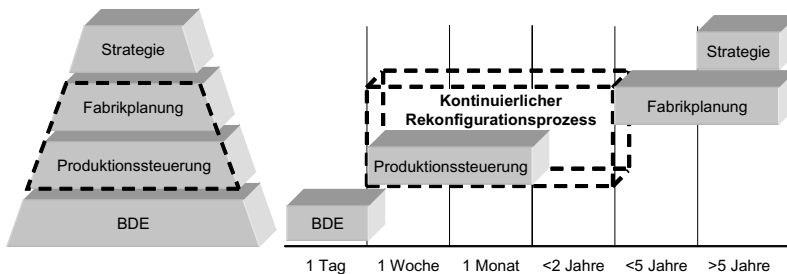 Strategie
Fabrikplanung
Produktionssteuerung
BDE
Strategie
Fabrikplanung
Kontinuierlicher
Rekonfigurationsprozess
Produktionssteuerung
BDE
1 Tag
1 Woche
1 Monat
<2 Jahre
<5 Jahre
>5 Jahre